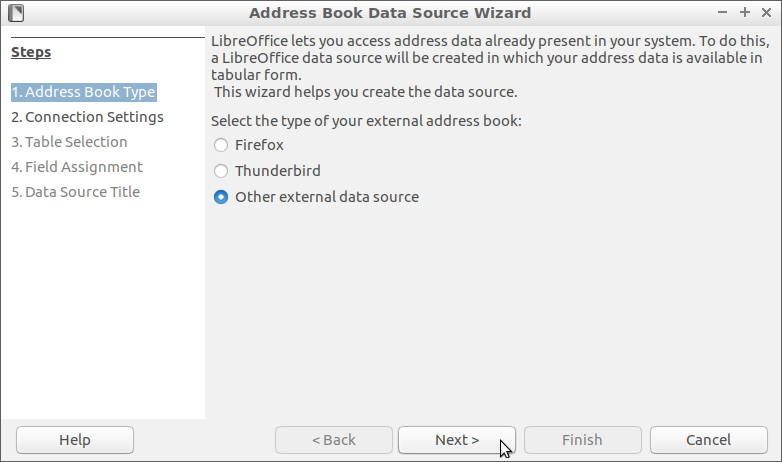 Address Book Data Source Wizard
Steps
1. Address Book Type
2. Connection Settings
3. Table Selection
4. Field Assignment
5. Data Source Title
LibreOffice lets you access address data already present in your system. To do this,
a LibreOffice data source will be created in which your address data is available in
tabular form.
This wizard helps you create the data source.
Select the type of your external address book:
Firefox
Thunderbird
Other external data source
Help
< Back
Next >
Finish
Cancel